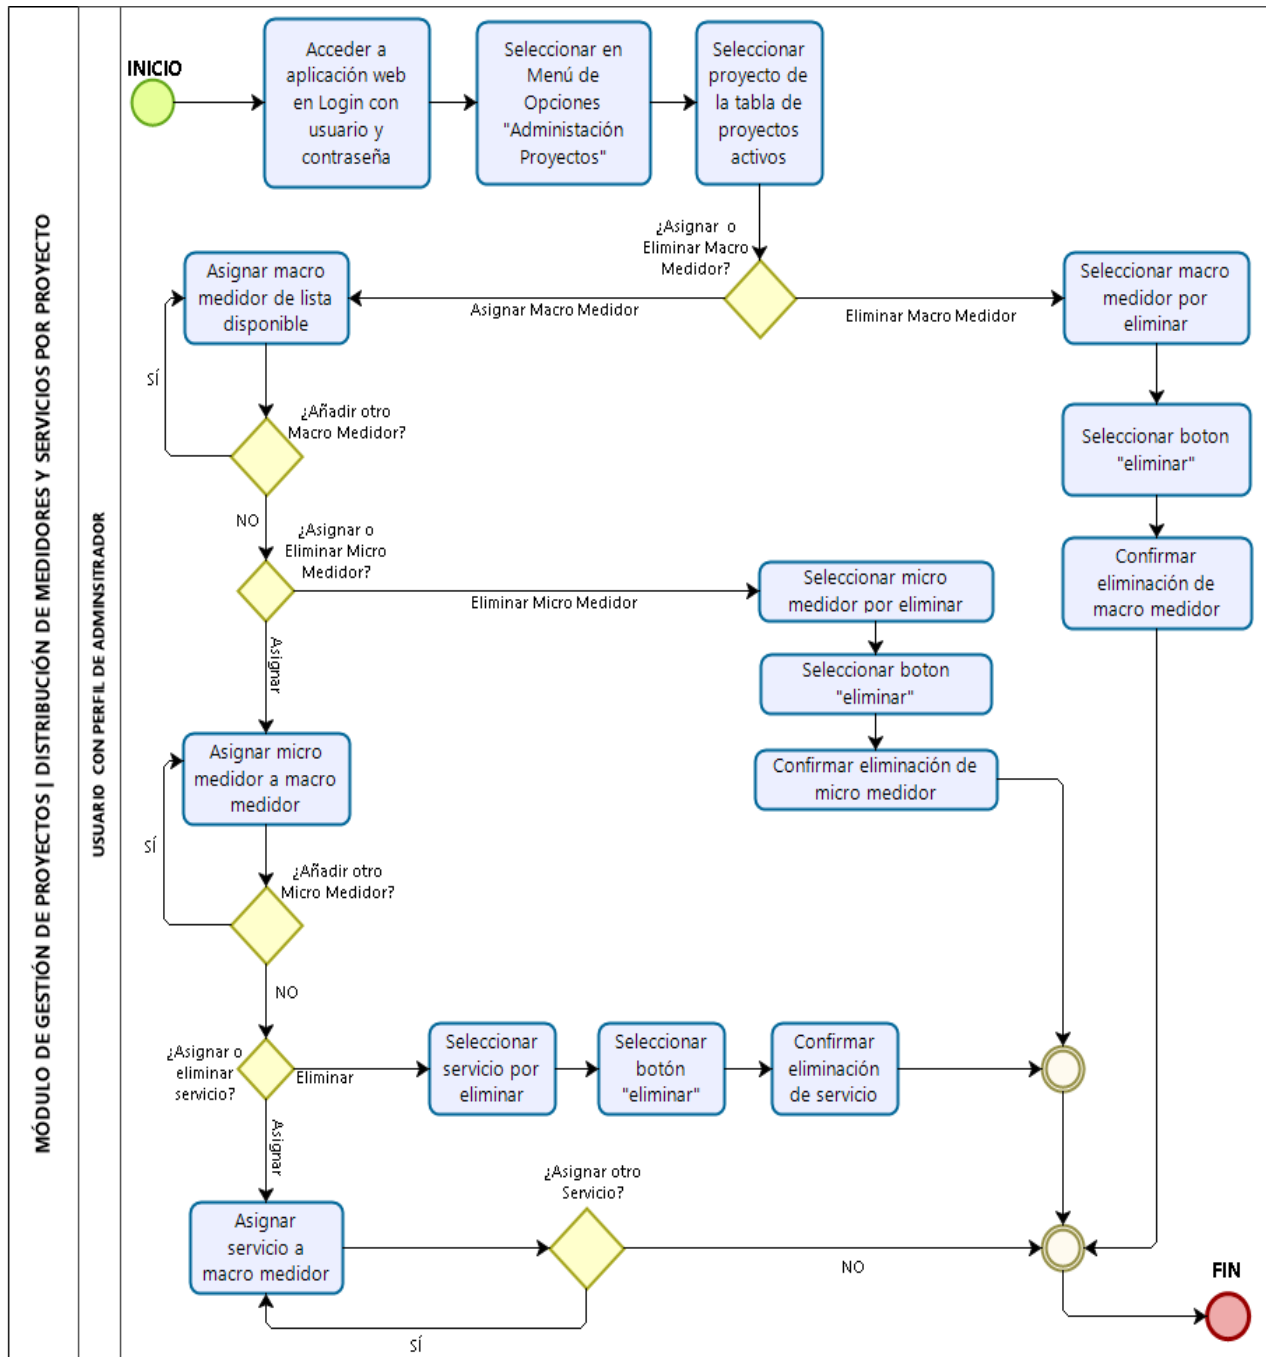 MÓDULO DE GESTIÓN DE PROYECTOS | DISTRIBUCIÓN DE MEDIDORES Y SERVICIOS POR PROYECTO
USUARIO CON PERFIL DE ADMINSITRADOR
INICIO
Acceder a
aplicación web
en Login con
usuario y
contraseña
Seleccionar en
Menú de
Opciones
"Administación
Proyectos"
Seleccionar
proyecto de
la tabla de
proyectos
activos
¿Asignar o
Eliminar Macro
Medidor?
Asignar Macro Medidor
Eliminar Macro Medidor
Asignar macro
medidor de lista
disponible
SÍ
¿Añadir otro
Macro Medidor?
NO
Seleccionar macro
medidor por
eliminar
Seleccionar boton
"eliminar"
Confirmar
eliminación de
macro medidor
¿Asignar o
Eliminar Micro
Medidor?
Eliminar Micro Medidor
Asignar
Seleccionar micro
medidor por eliminar
Seleccionar boton
"eliminar"
Confirmar eliminación de
micro medidor
Asignar micro
medidor a macro
medidor
SÍ
¿Añadir otro
Micro Medidor?
NO
¿Asignar o
eliminar
servicio?
Eliminar
Asignar
Seleccionar
servicio por
eliminar
Seleccionar
botón
"eliminar"
Confirmar
eliminación
de servicio
Asignar
servicio a
macro medidor
¿Asignar otro
Servicio?
NO
SÍ
FIN